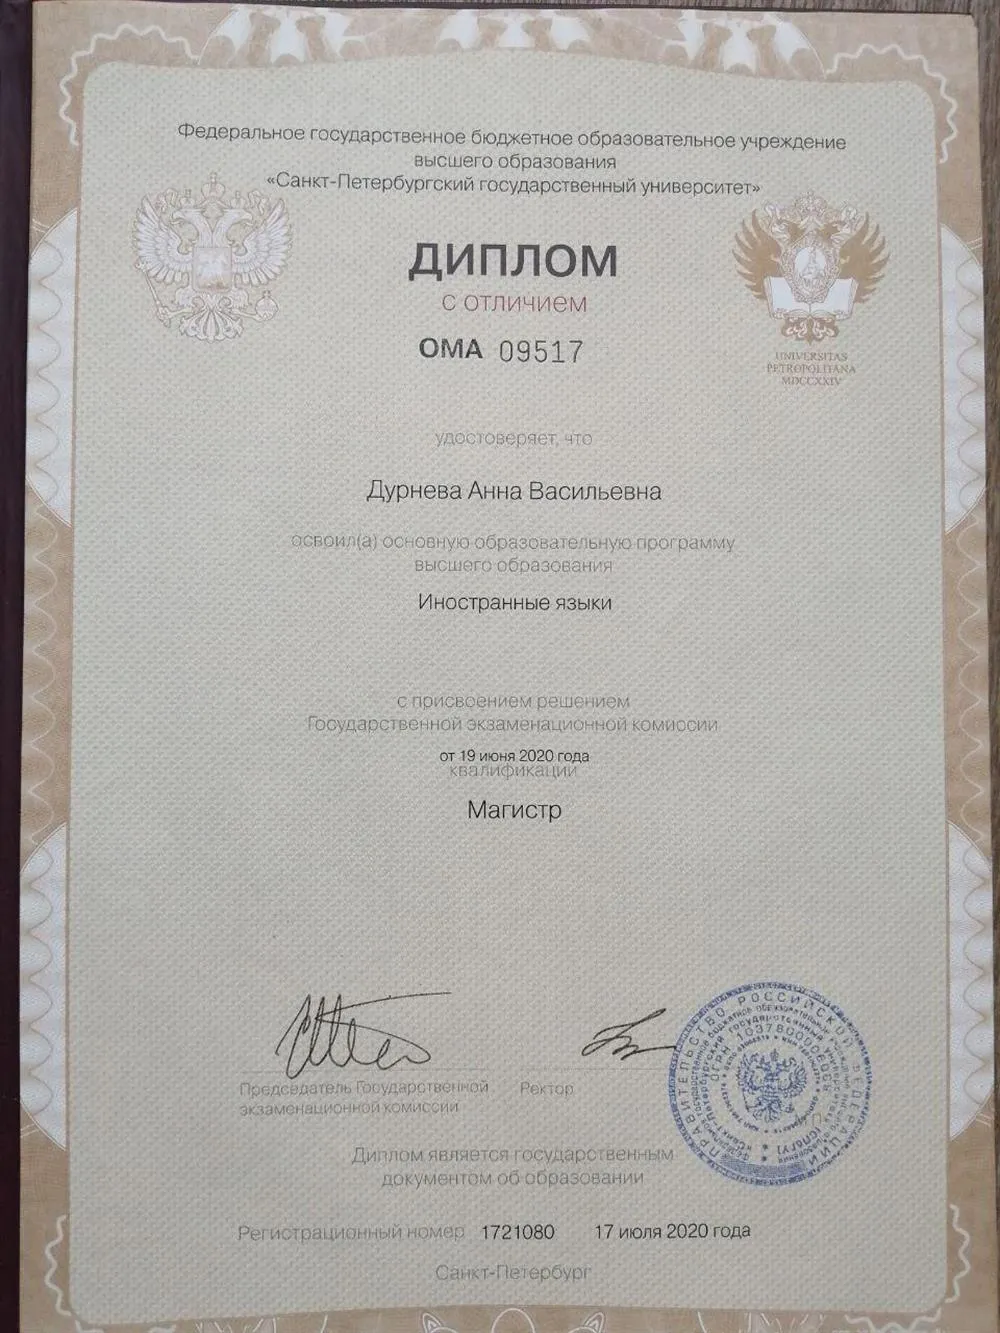 Федеральное государственное бюджетное образовательное учреждение
высшего образования
«Санкт-Петербургский государственный университет»
ДИПЛОМ
с отличием
ОМА 09517
UNIVERSITAS
PETROPOLITANA
MDCCXXIV
удостоверяет, что
Дурнева Анна Васильевна
освоил(а) основную образовательную программу
высшего образования
Иностранные языки
с присвоением решением
Государственной экзаменационной комиссии
от 19 июня 2020 года
квалификации
Магистр
Председатель Государственной
экзаменационной комиссии
Ректор
ПРАВИТЕЛЬСТВО РОССИЙСКОЙ ФЕДЕРАЦИИ
Диплом является государственным
документом об образовании
Регистрационный номер 1721080 17 июля 2020 года
Санкт-Петербург